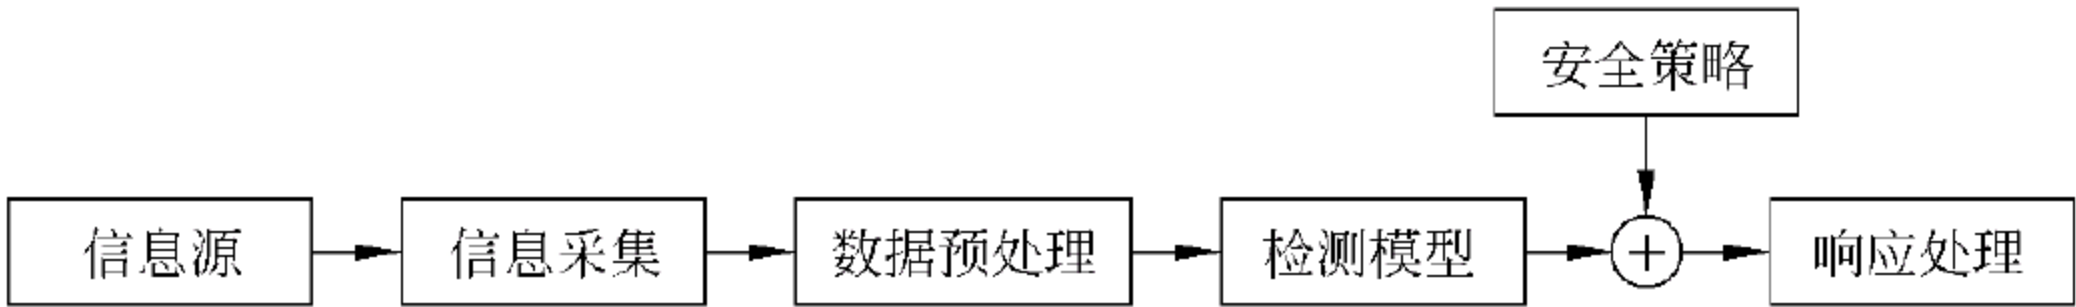 安全策略
信息源
信息采集
数据预处理
检测模型
+
响应处理